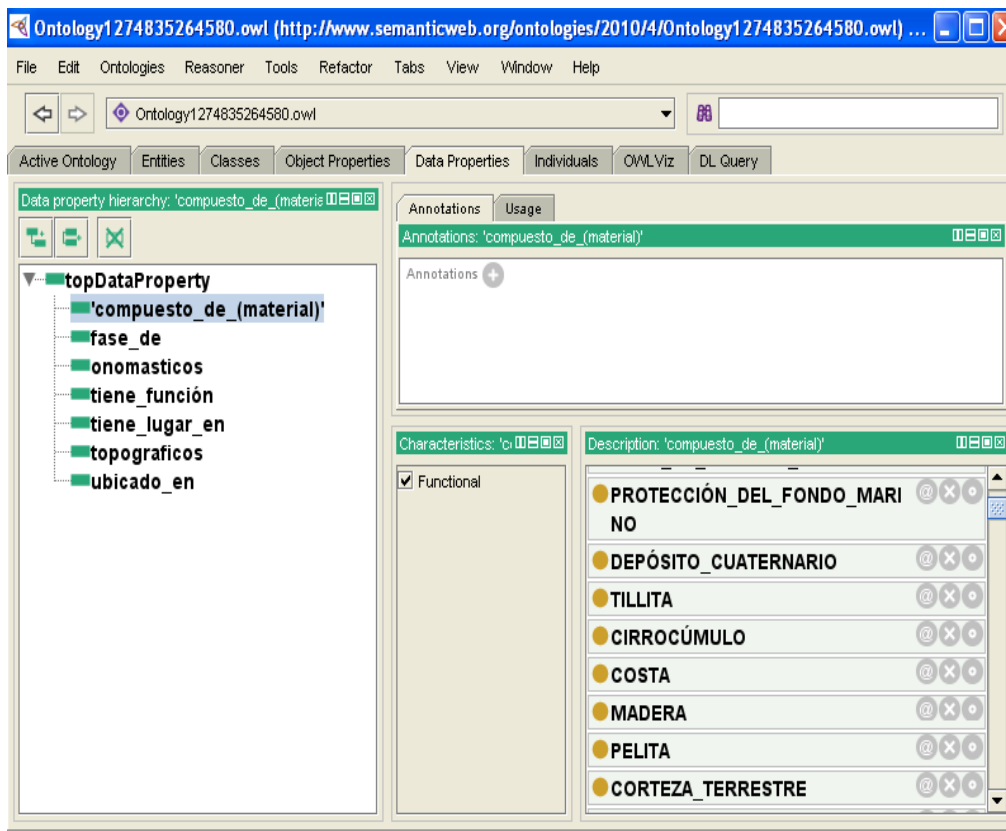 Ontology1274835264580.owl (http://www.semanticweb.org/ontologies/2010/4/Ontology1274835264580.owl) ...
File Edit Ontologies Reasoner Tools Refactor Tabs View Window Help
Ontology1274835264580.owl
Active Ontology Entities Classes Object Properties Data Properties Individuals OWLViz DL Query
Data property hierarchy: 'compuesto_de_(materia
topDataProperty
'compuesto_de_(material)'
fase_de
onomasticos
tiene_función
tiene_lugar_en
topograficos
ubicado_en
Annotations Usage
Annotations: 'compuesto_de_(material)'
Annotations
Characteristics: 'c
Functional
Description: 'compuesto_de_(material)'
PROTECCIÓN_DEL_FONDO_MARI
NO
DEPÓSITO_CUATERNARIO
TILLITA
CIRROCÚMULO
COSTA
MADERA
PELITA
CORTEZA_TERRESTRE